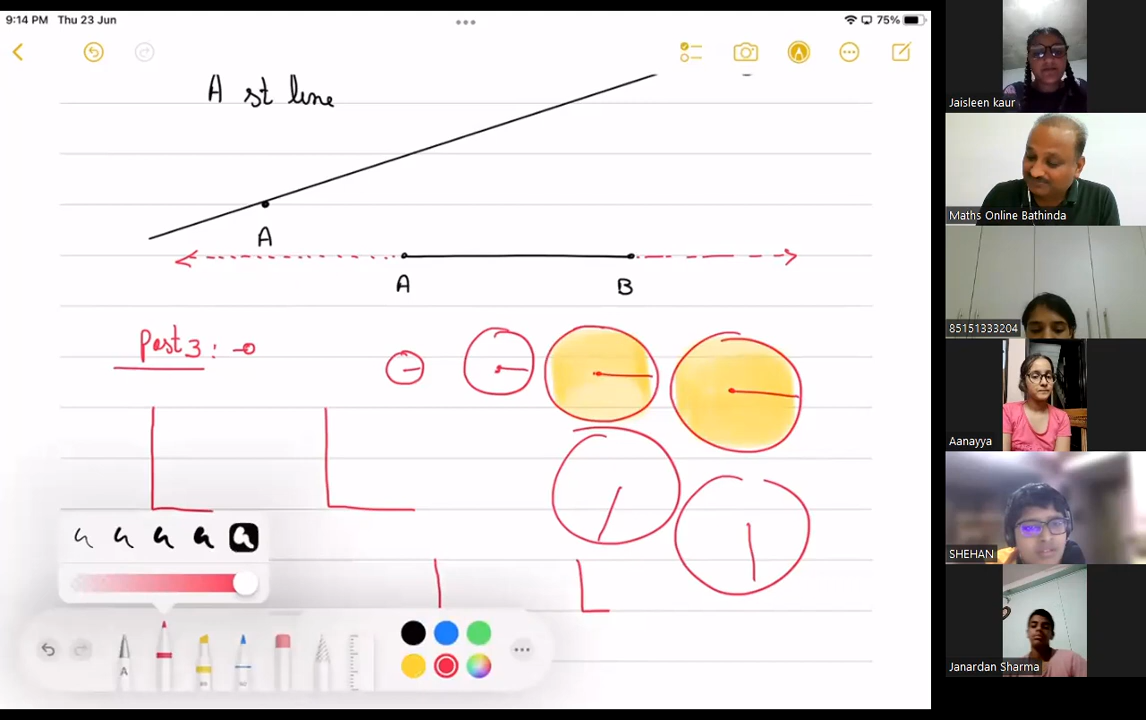 9:14 PM Thu 23 Jun
75%
A st line
A
A B
Post 3 :
A
Jaisleen kaur
Maths Online Bathinda
85151333204
Aanayya
SHEHAN
Janardan Sharma